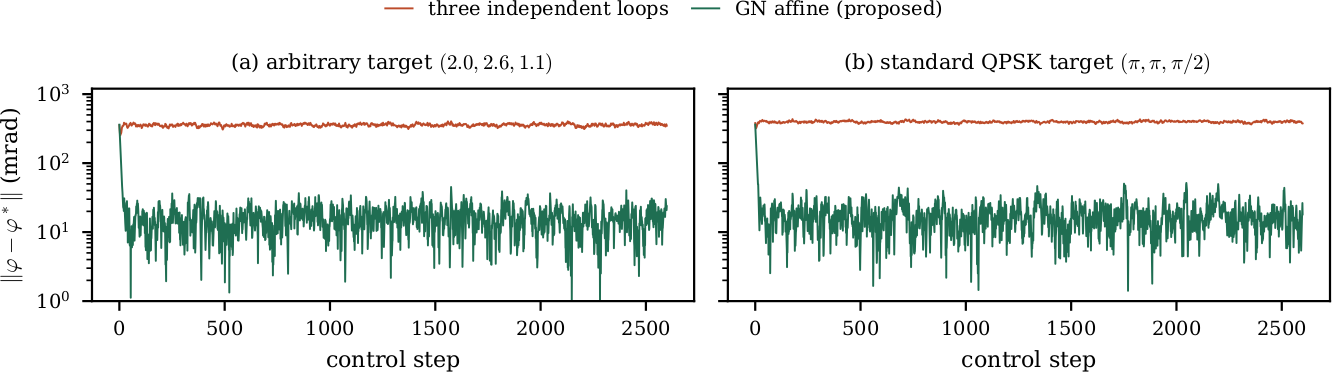 three independent loops GN affine (proposed)
(a) arbitrary target (2.0, 2.6, 1.1) (b) standard QPSK target (π, π, π/2)
‖φ − φ*‖ (mrad)
10³
10²
10¹
10⁰
0 500 1000 1500 2000 2500 0 500 1000 1500 2000 2500
control step control step